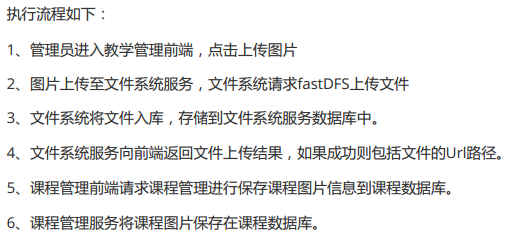 执行流程如下：
1、管理员进入教学管理前端，点击上传图片
2、图片上传至文件系统服务，文件系统请求fastDFS上传文件
3、文件系统将文件入库，存储到文件系统服务数据库中。
4、文件系统服务向前端返回文件上传结果，如果成功则包括文件的Url路径。
5、课程管理前端请求课程管理进行保存课程图片信息到课程数据库。
6、课程管理服务将课程图片保存在课程数据库。